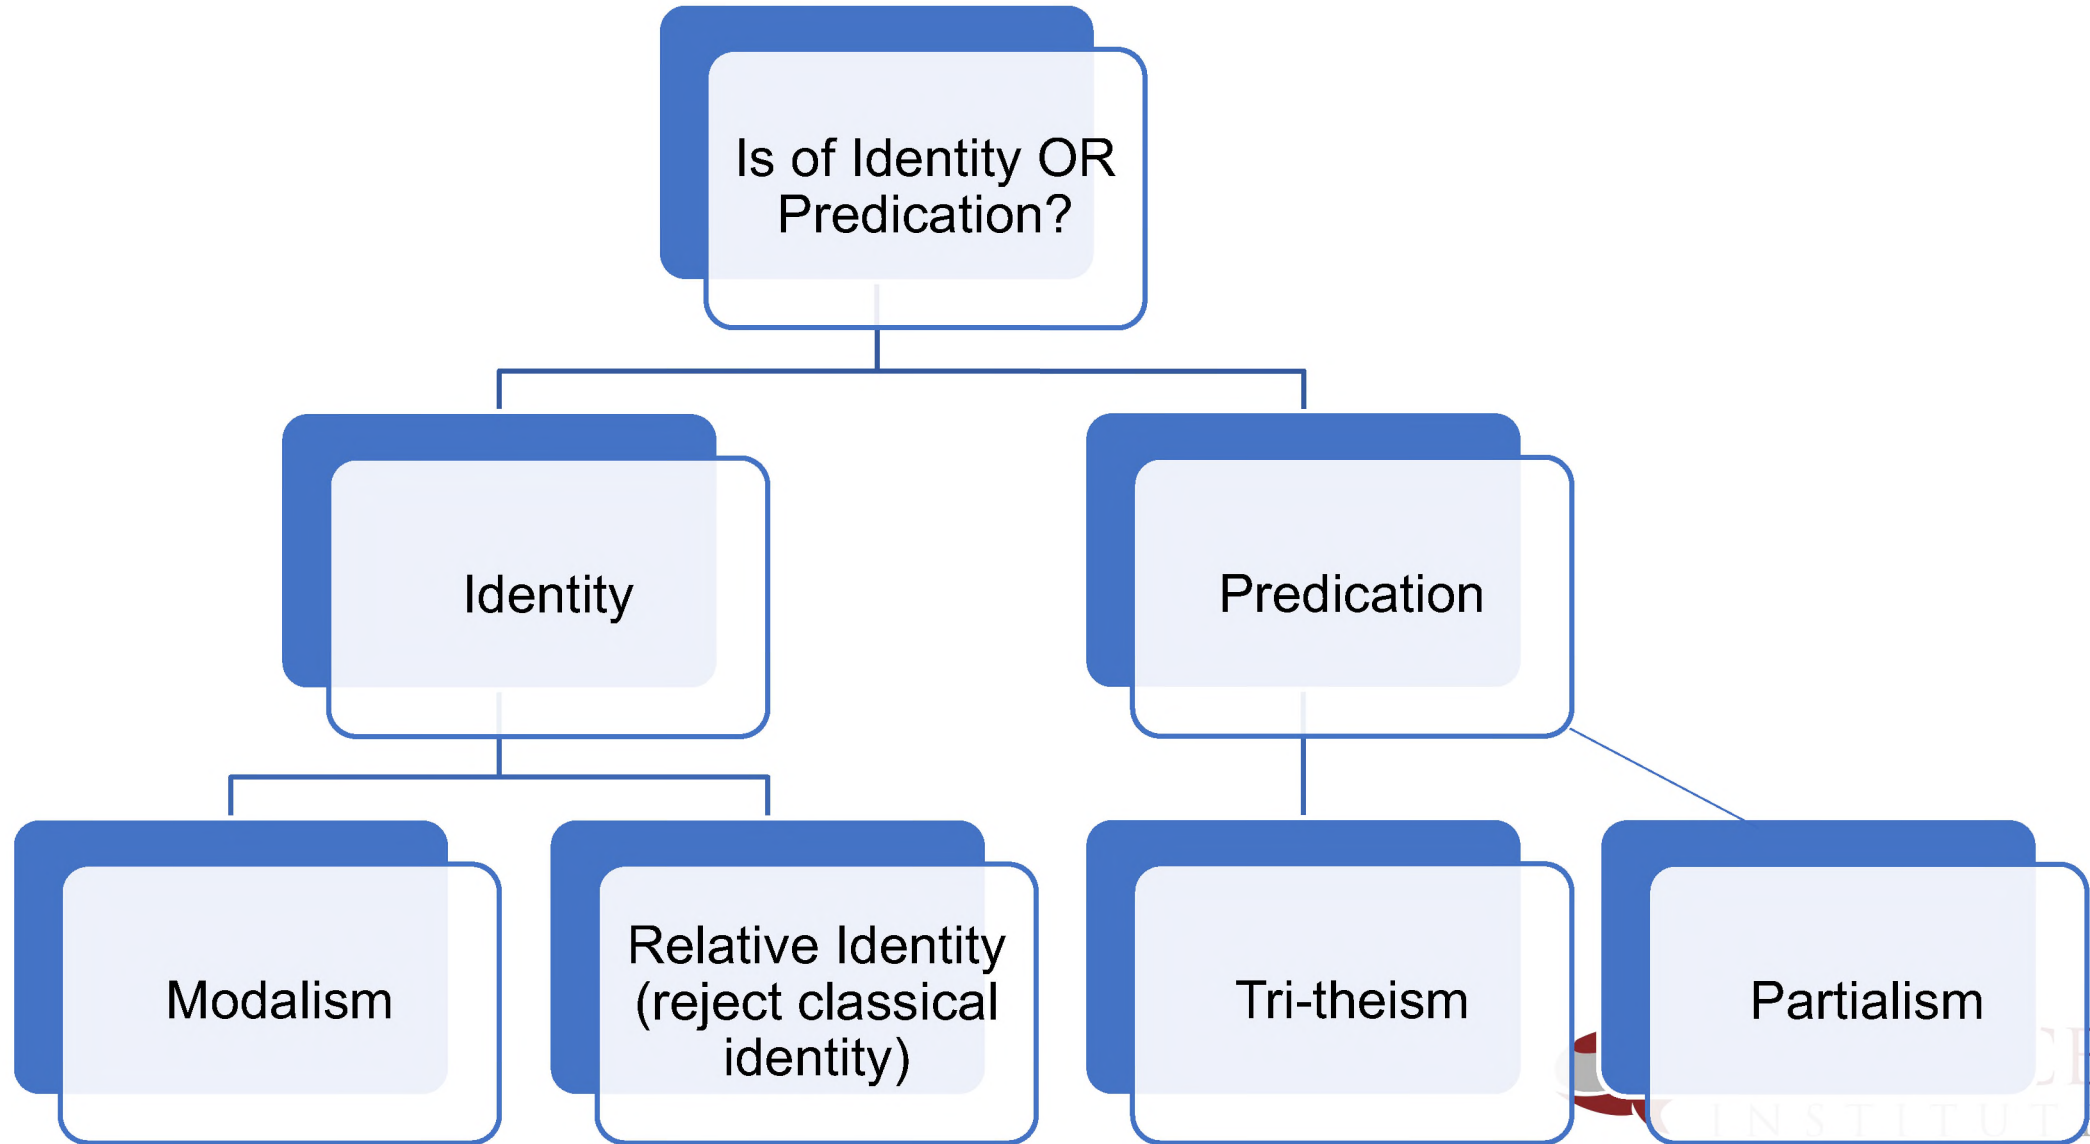 Is of Identity OR
Predication?
Identity
Predication
Modalism
Relative Identity
(reject classical
identity)
Tri-theism
Partialism